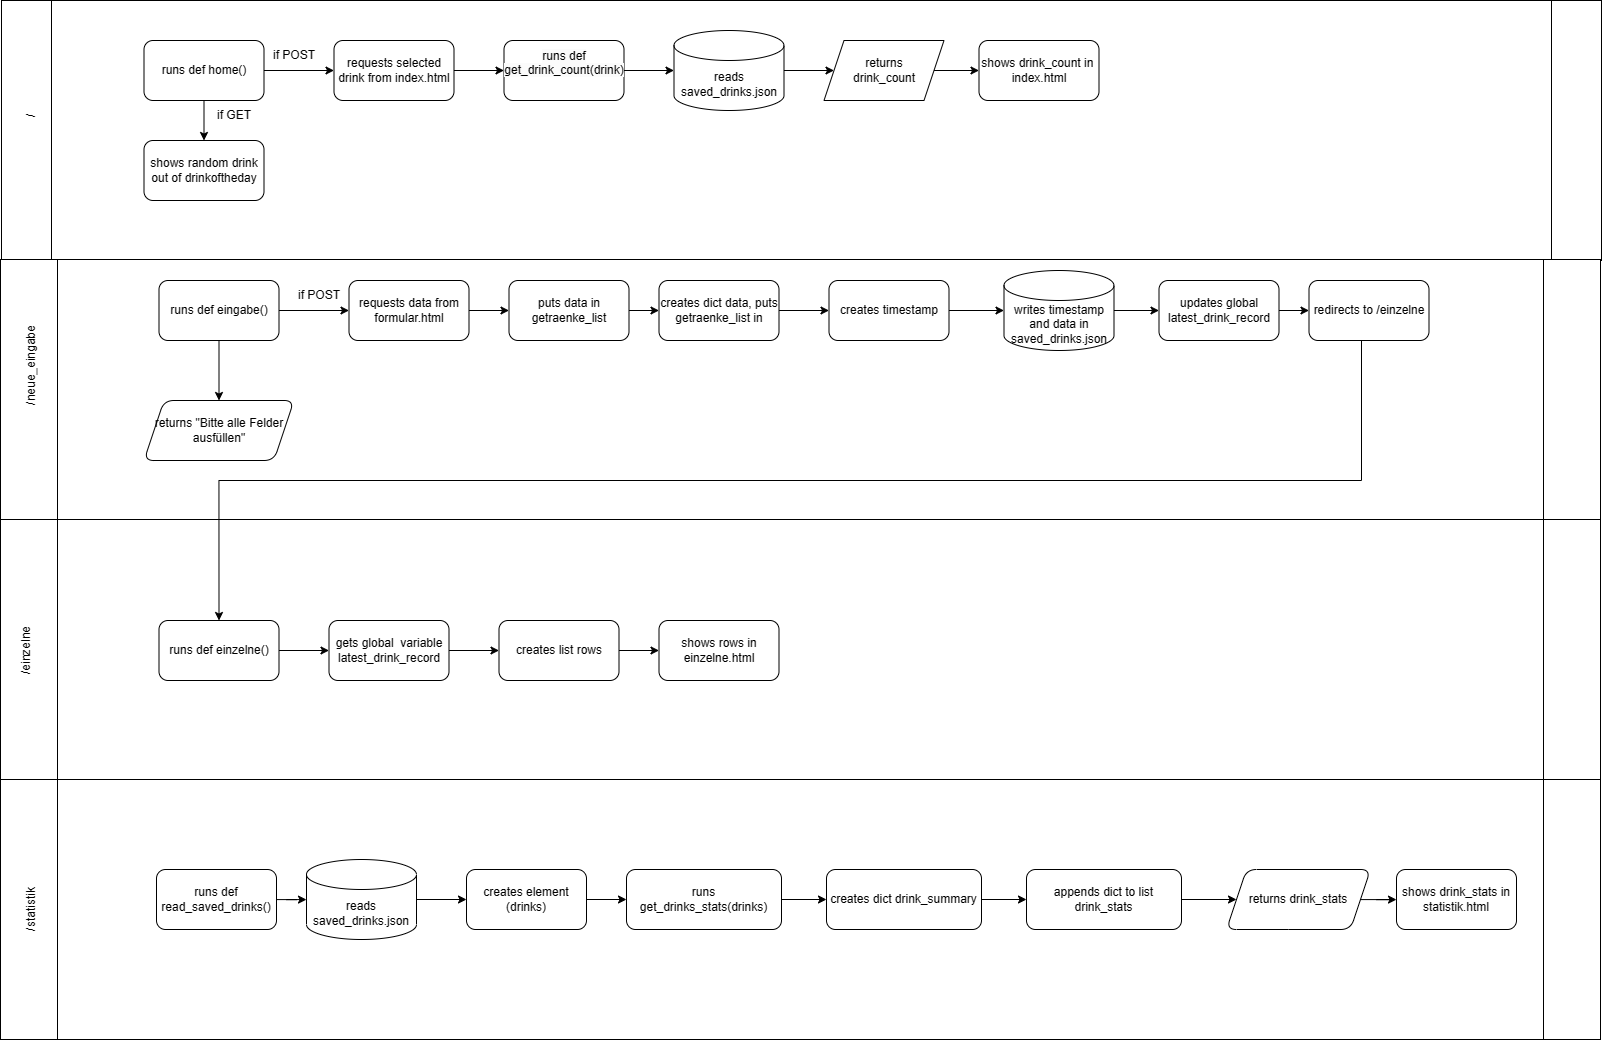 /
runs def home()
if POST
requests selected
drink from index.html
runs def
get_drink_count(drink)
reads
saved_drinks.json
returns
drink_count
shows drink_count in
index.html
if GET
shows random drink
out of drinkoftheday
/neue_eingabe
runs def eingabe()
if POST
requests data from
formular.html
puts data in
getraenke_list
creates dict data, puts
getraenke_list in
creates timestamp
writes timestamp
and data in
saved_drinks.json
updates global
latest_drink_record
redirects to /einzelne
returns "Bitte alle Felder
ausfüllen"
/einzelne
runs def einzelne()
gets global  variable
latest_drink_record
creates list rows
shows rows in
einzelne.html
/statistik
runs def
read_saved_drinks()
reads
saved_drinks.json
creates element
(drinks)
runs
get_drinks_stats(drinks)
creates dict drink_summary
appends dict to list
drink_stats
returns drink_stats
shows drink_stats in
statistik.html